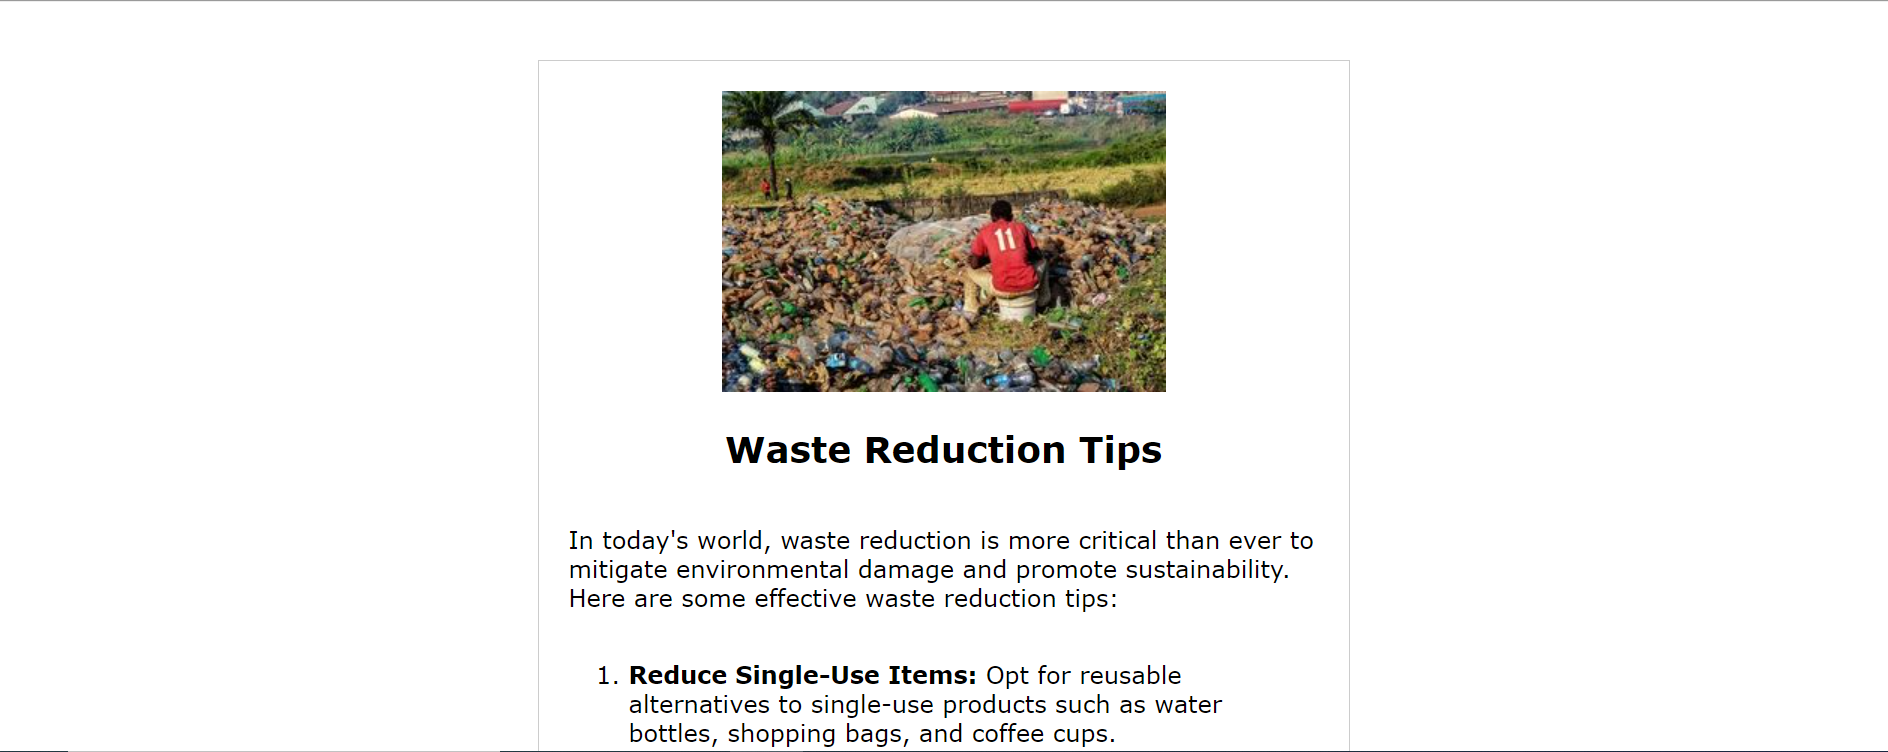 11
Waste Reduction Tips
In today's world, waste reduction is more critical than ever to
mitigate environmental damage and promote sustainability.
Here are some effective waste reduction tips:
1. Reduce Single-Use Items: Opt for reusable
alternatives to single-use products such as water
bottles, shopping bags, and coffee cups.